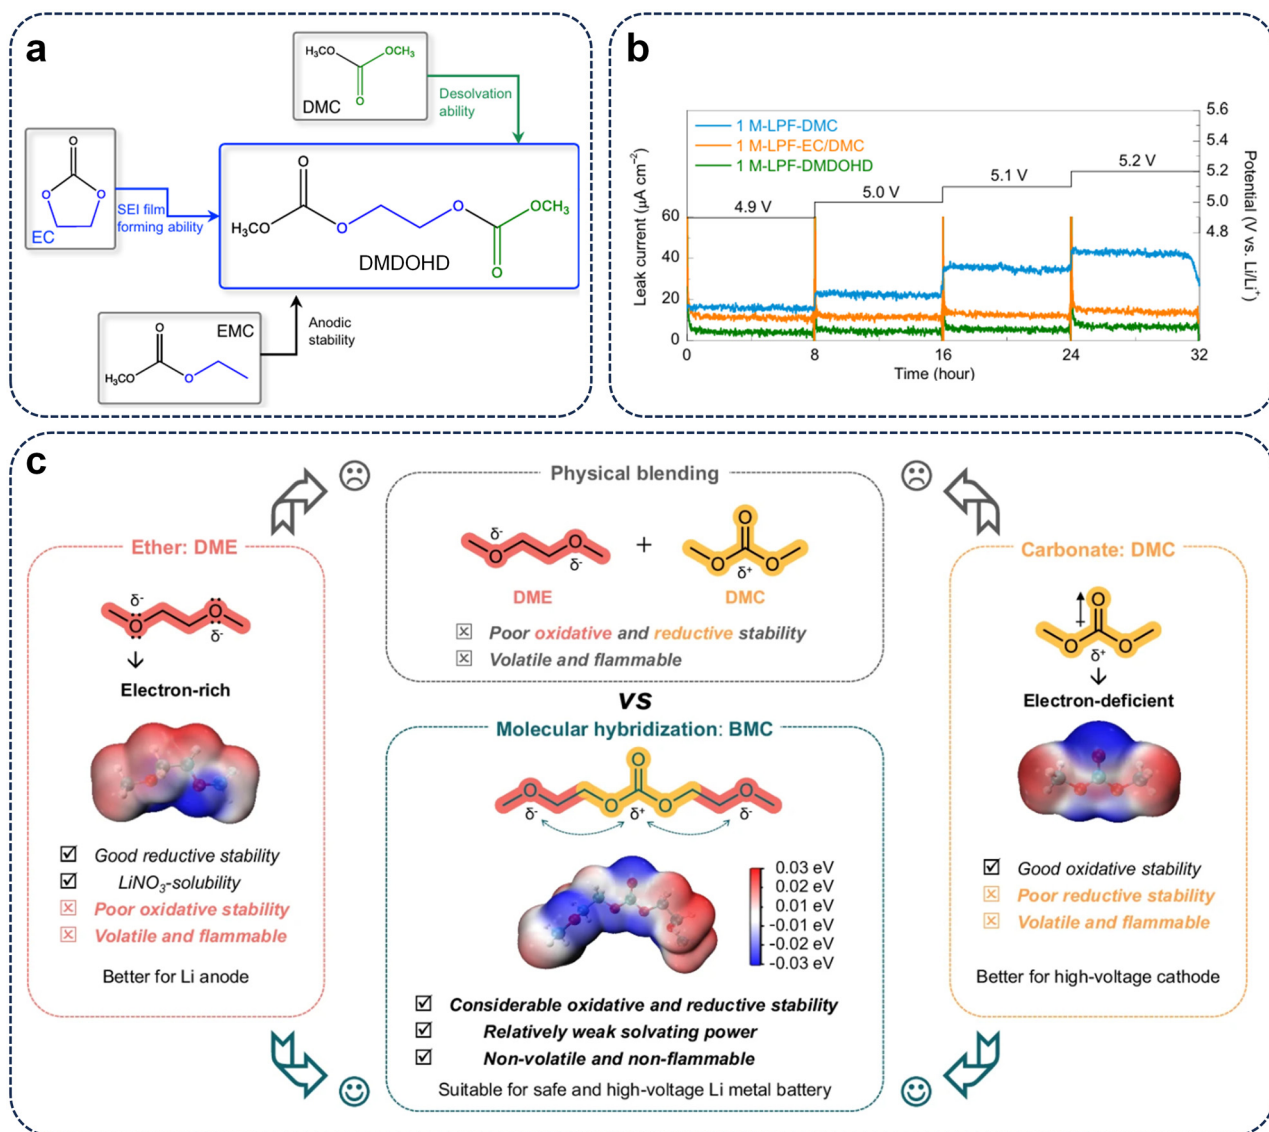 a
H₃CO
OCH₃
O
DMC
Desolvation
ability
O
O
O
EC
SEI film
forming ability
O
H₃CO
O
O
OCH₃
O
DMDOHD
EMC
O
H₃CO
O
Anodic
stability
b
1 M-LPF-DMC
1 M-LPF-EC/DMC
1 M-LPF-DMDOHD
4.9 V
5.0 V
5.1 V
5.2 V
Leak current (μA cm⁻²)
60
40
20
0
5.6
5.4
5.2
5.0
4.8
Potential (V vs. Li/Li⁺)
0
8
16
24
32
Time (hour)
c
Physical blending
δ⁻
O
O
δ⁻
+
O
O
O
δ⁺
DME
DMC
Poor oxidative and reductive stability
Volatile and flammable
Ether: DME
δ⁻
O
O
δ⁻
Electron-rich
Good reductive stability
LiNO₃-solubility
Poor oxidative stability
Volatile and flammable
Better for Li anode
vs
Molecular hybridization: BMC
O
O
O
O
O
δ⁻
δ⁺
δ⁻
0.03 eV
0.02 eV
0.01 eV
-0.01 eV
-0.02 eV
-0.03 eV
Considerable oxidative and reductive stability
Relatively weak solvating power
Non-volatile and non-flammable
Suitable for safe and high-voltage Li metal battery
Carbonate: DMC
O
O
O
δ⁺
Electron-deficient
Good oxidative stability
Poor reductive stability
Volatile and flammable
Better for high-voltage cathode